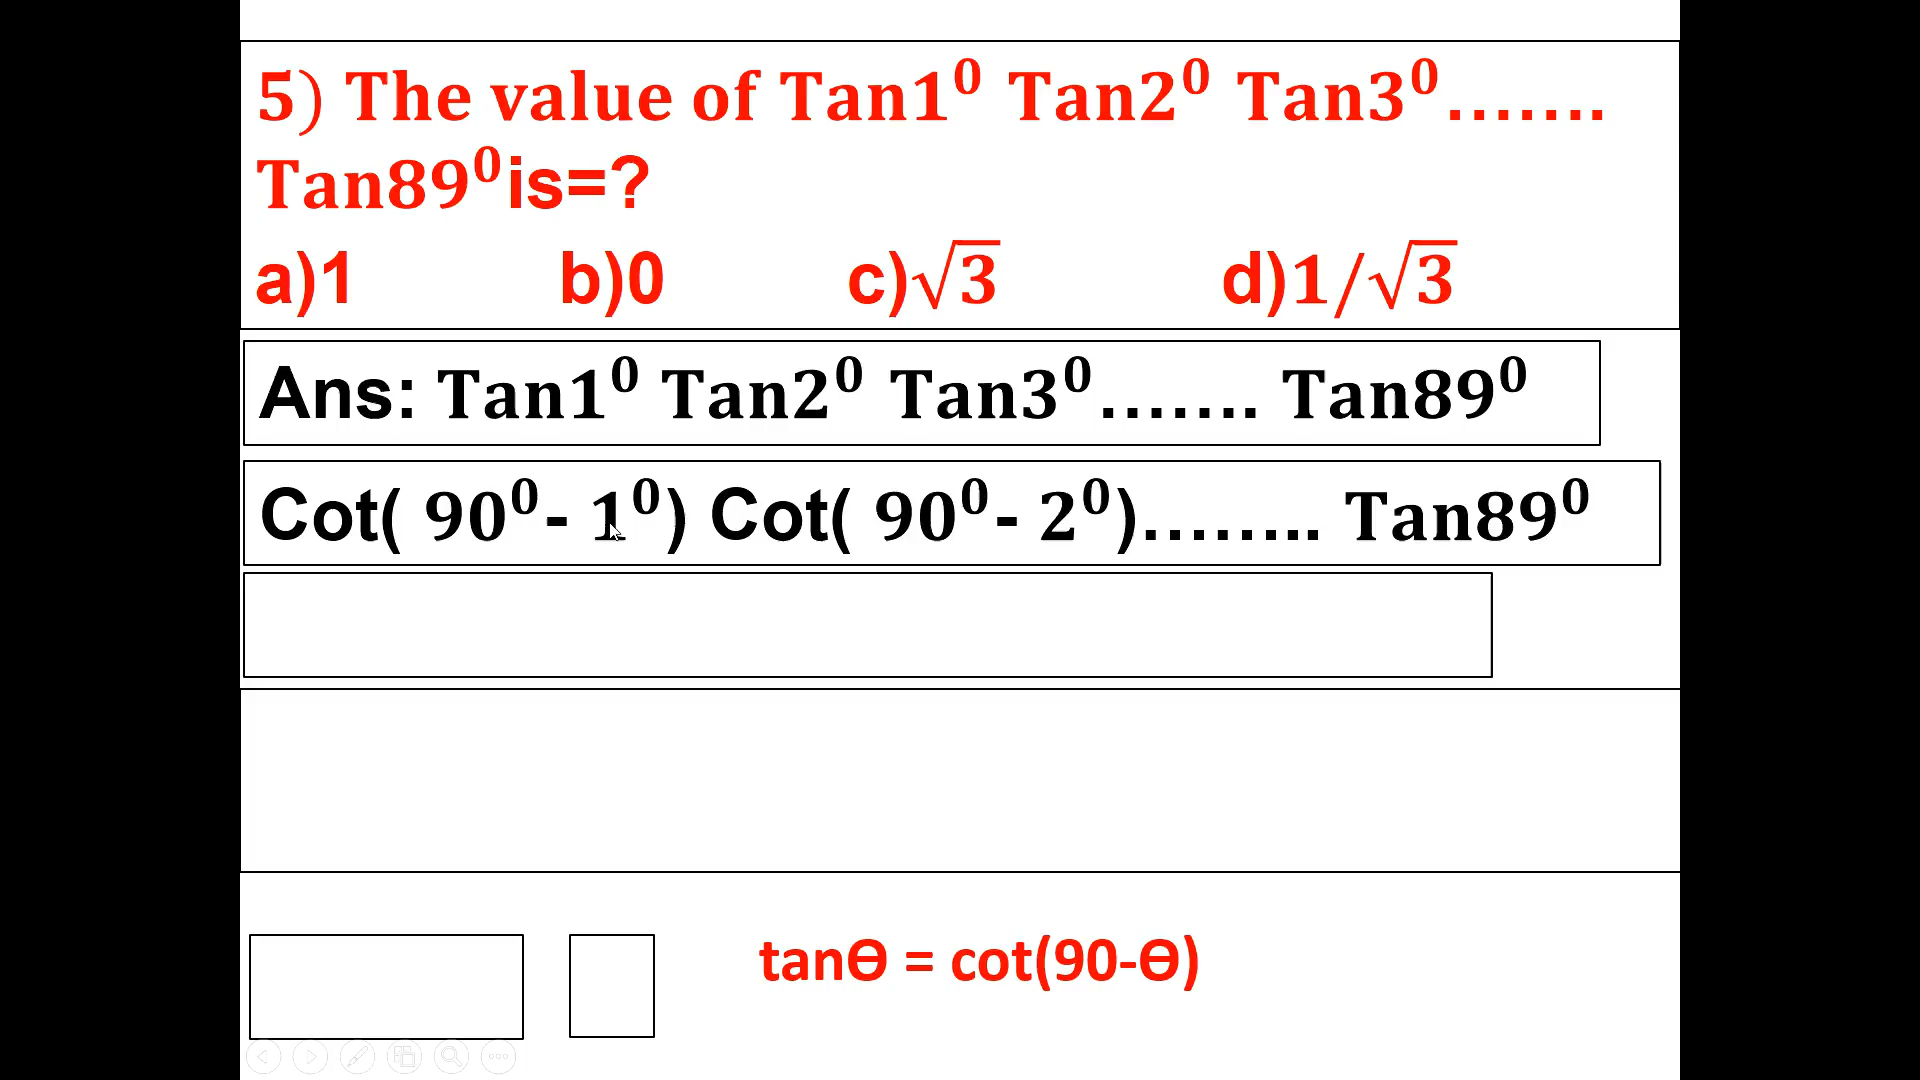 5) The value of Tan1⁰ Tan2⁰ Tan3⁰.......
Tan89⁰is=?
a)1 b)0 c)√3 d)1/√3
Ans: Tan1⁰ Tan2⁰ Tan3⁰....... Tan89⁰
Cot( 90⁰- 1⁰) Cot( 90⁰- 2⁰)........ Tan89⁰
tanϴ = cot(90-ϴ)